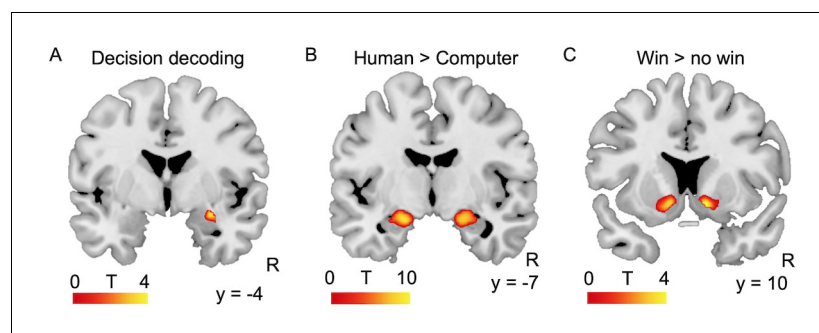 A Decision decoding
B Human > Computer
C Win > no win
R
0 T 4
y = -4
R
0 T 10
y = -7
R
0 T 4
y = 10